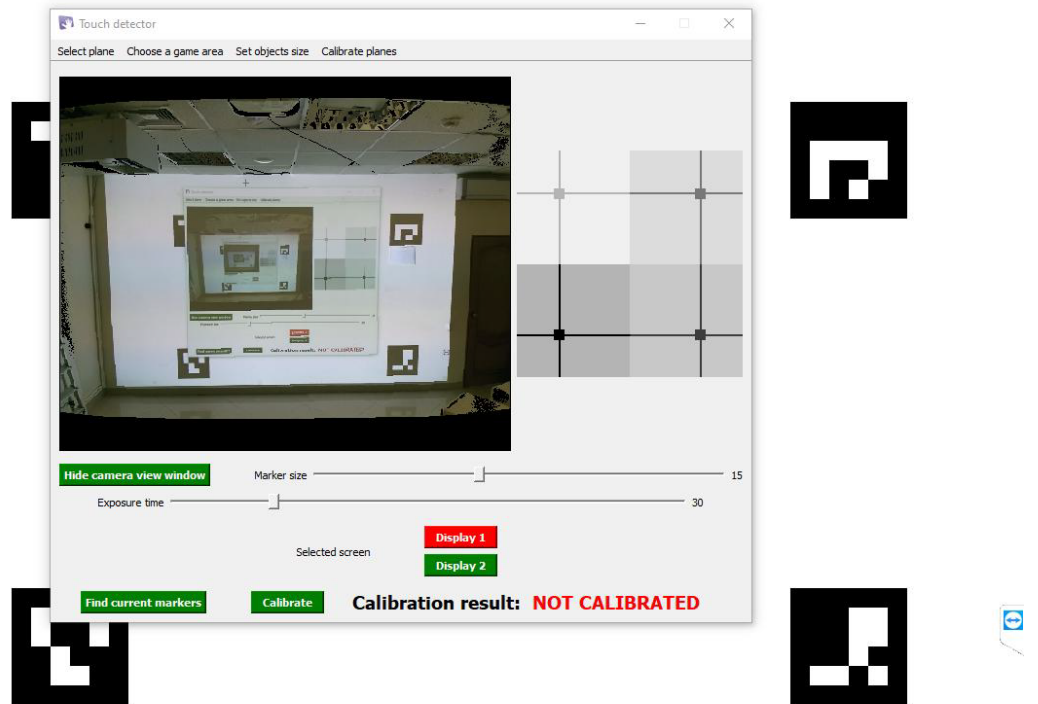 Touch detector
Select plane Choose a game area Set objects size Calibrate planes
Hide camera view window
Marker size
15
Exposure time
30
Selected screen
Display 1
Display 2
Find current markers
Calibrate
Calibration result: NOT CALIBRATED